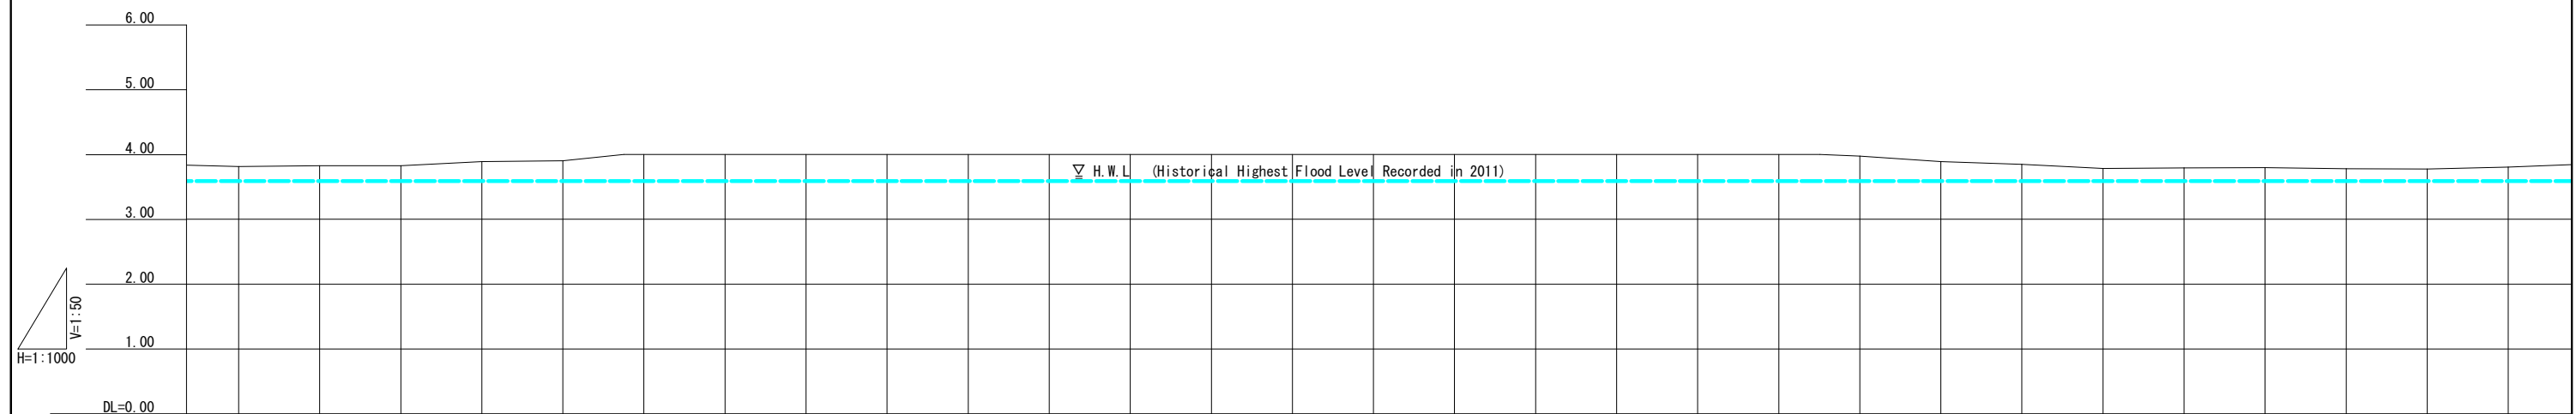 6.00
5.00
4.00
▽ H.W.L (Historical Highest Flood Level Recorded in 2011)
3.00
2.00
V=1:50
1.00
H=1:1000
DL=0.00